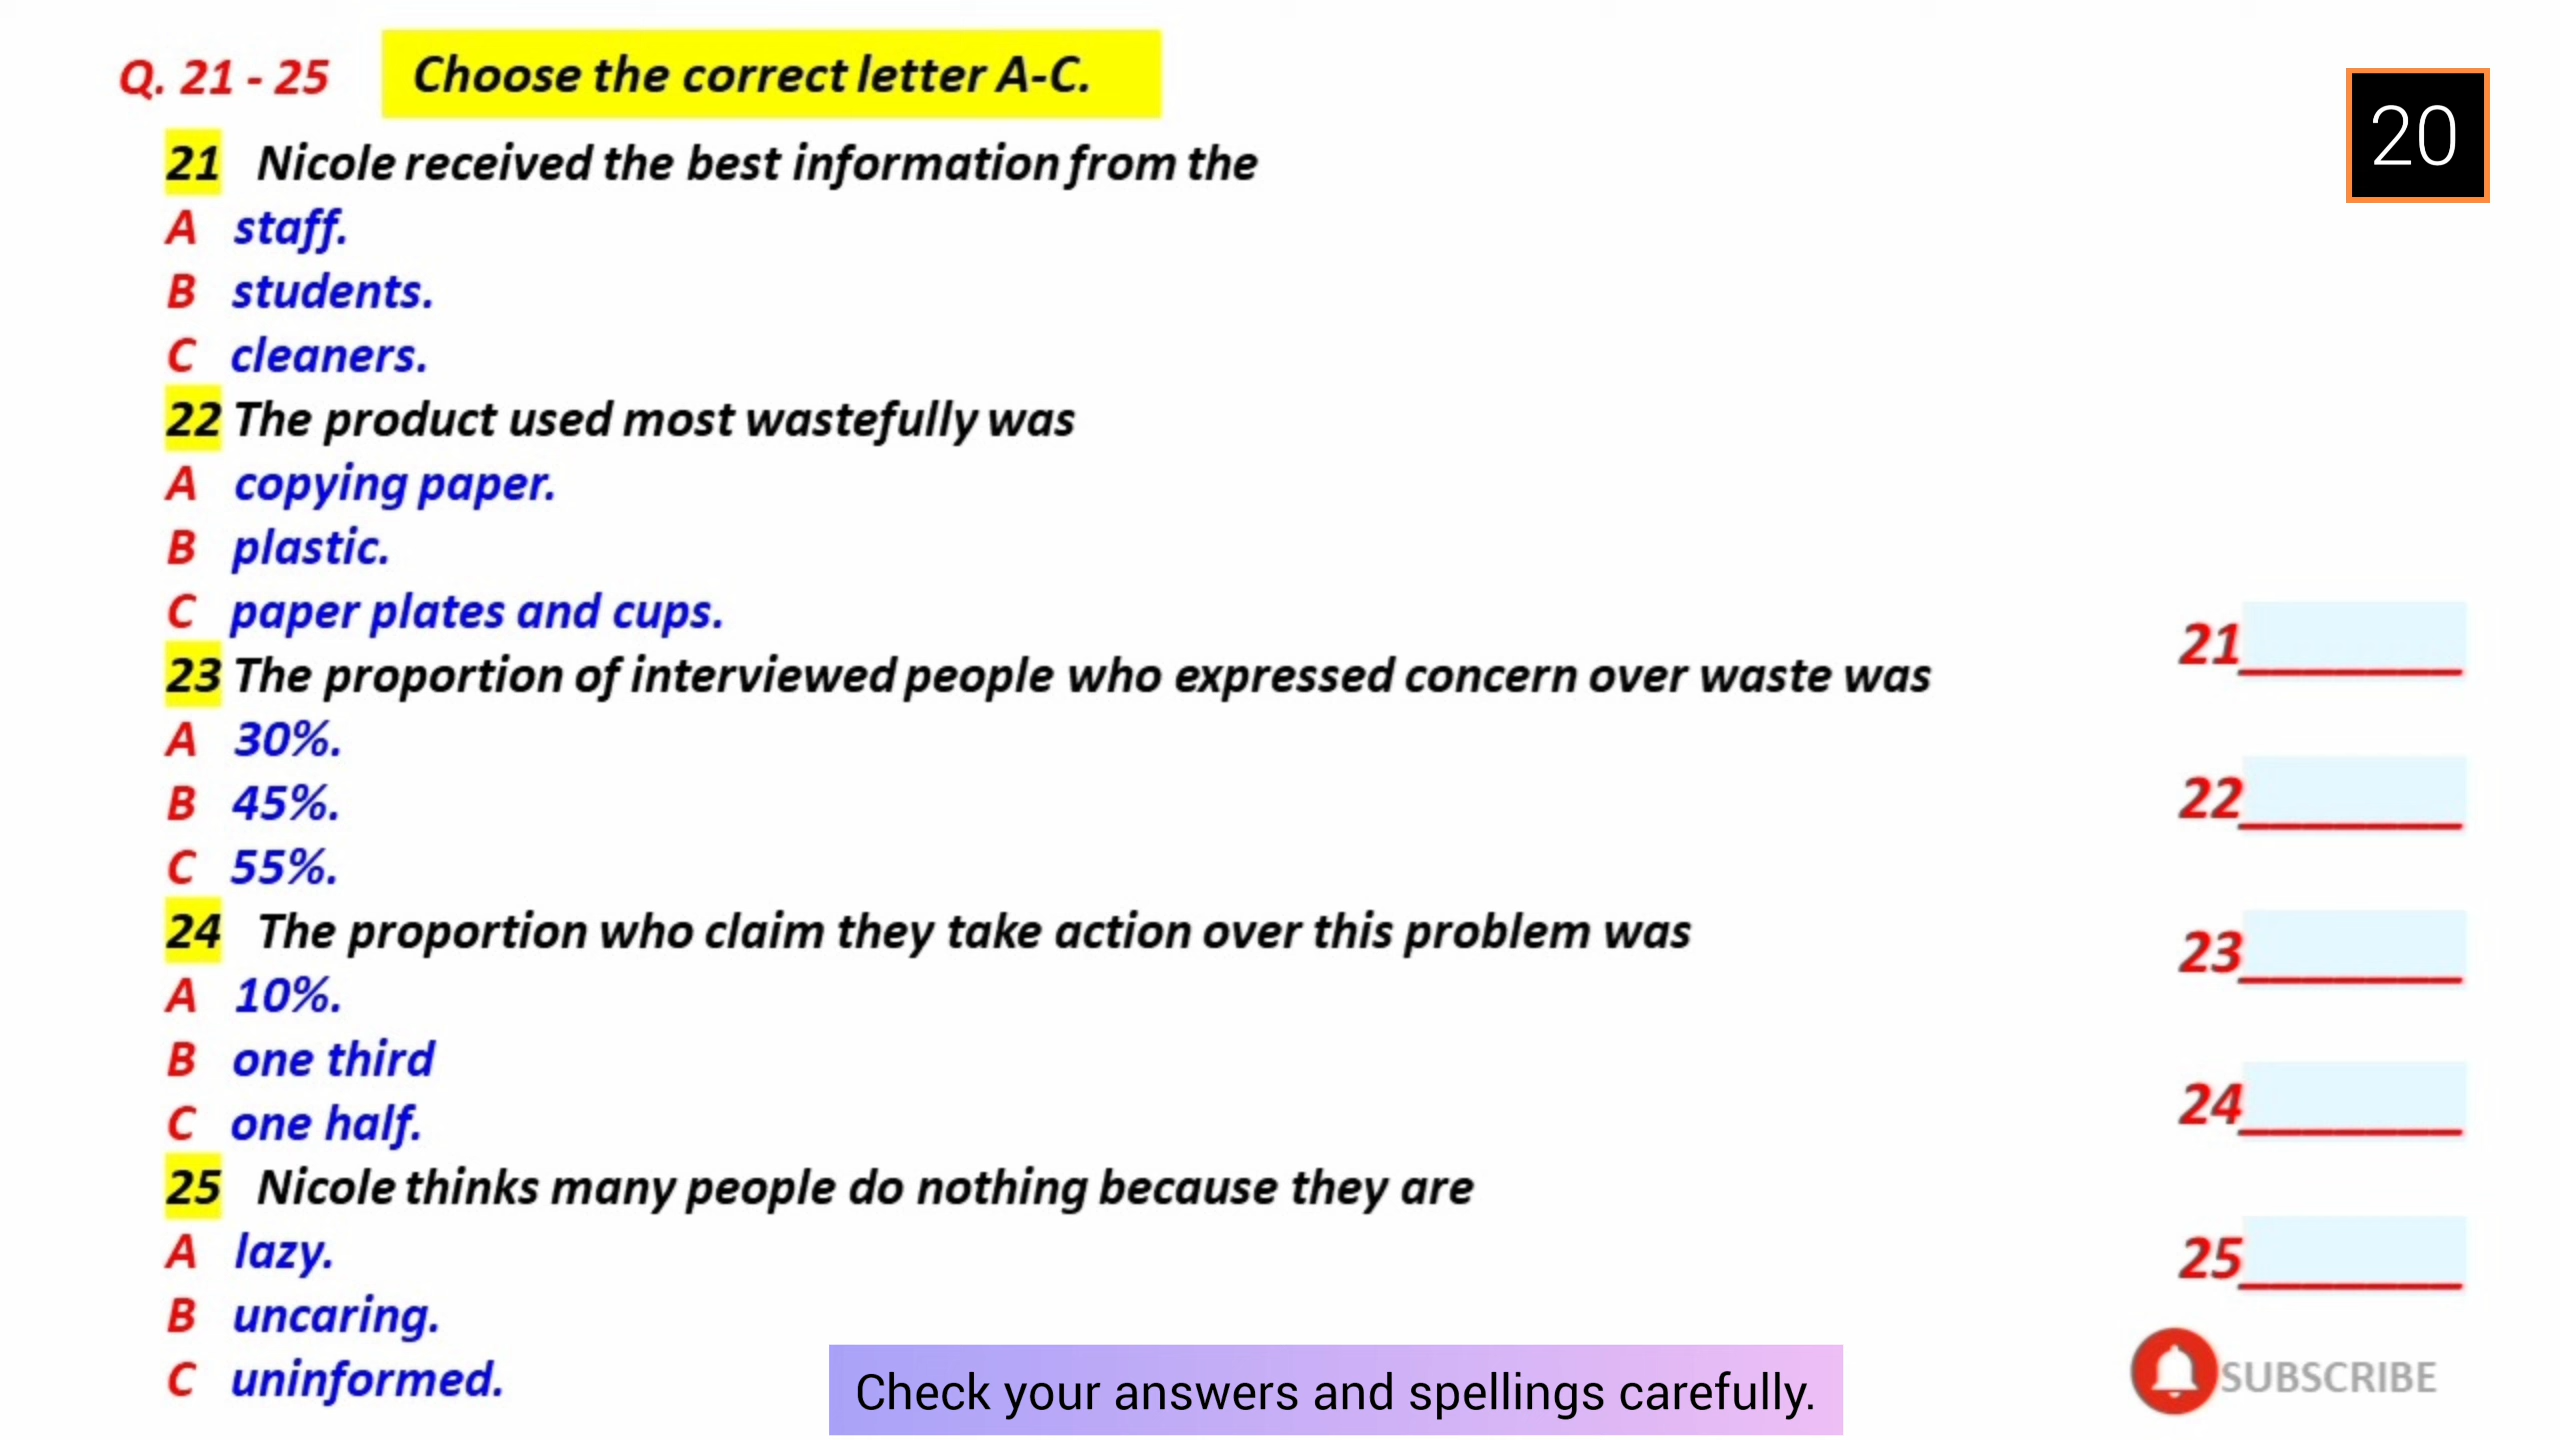 Q. 21 - 25 Choose the correct letter A-C.
20
21 Nicole received the best information from the
A staff.
B students.
C cleaners.
22 The product used most wastefully was
A copying paper.
B plastic.
C paper plates and cups.
23 The proportion of interviewed people who expressed concern over waste was
A 30%.
B 45%.
C 55%.
24 The proportion who claim they take action over this problem was
A 10%.
B one third
C one half.
25 Nicole thinks many people do nothing because they are
A lazy.
B uncaring.
C uninformed.
21
22
23
24
25
Check your answers and spellings carefully.
SUBSCRIBE